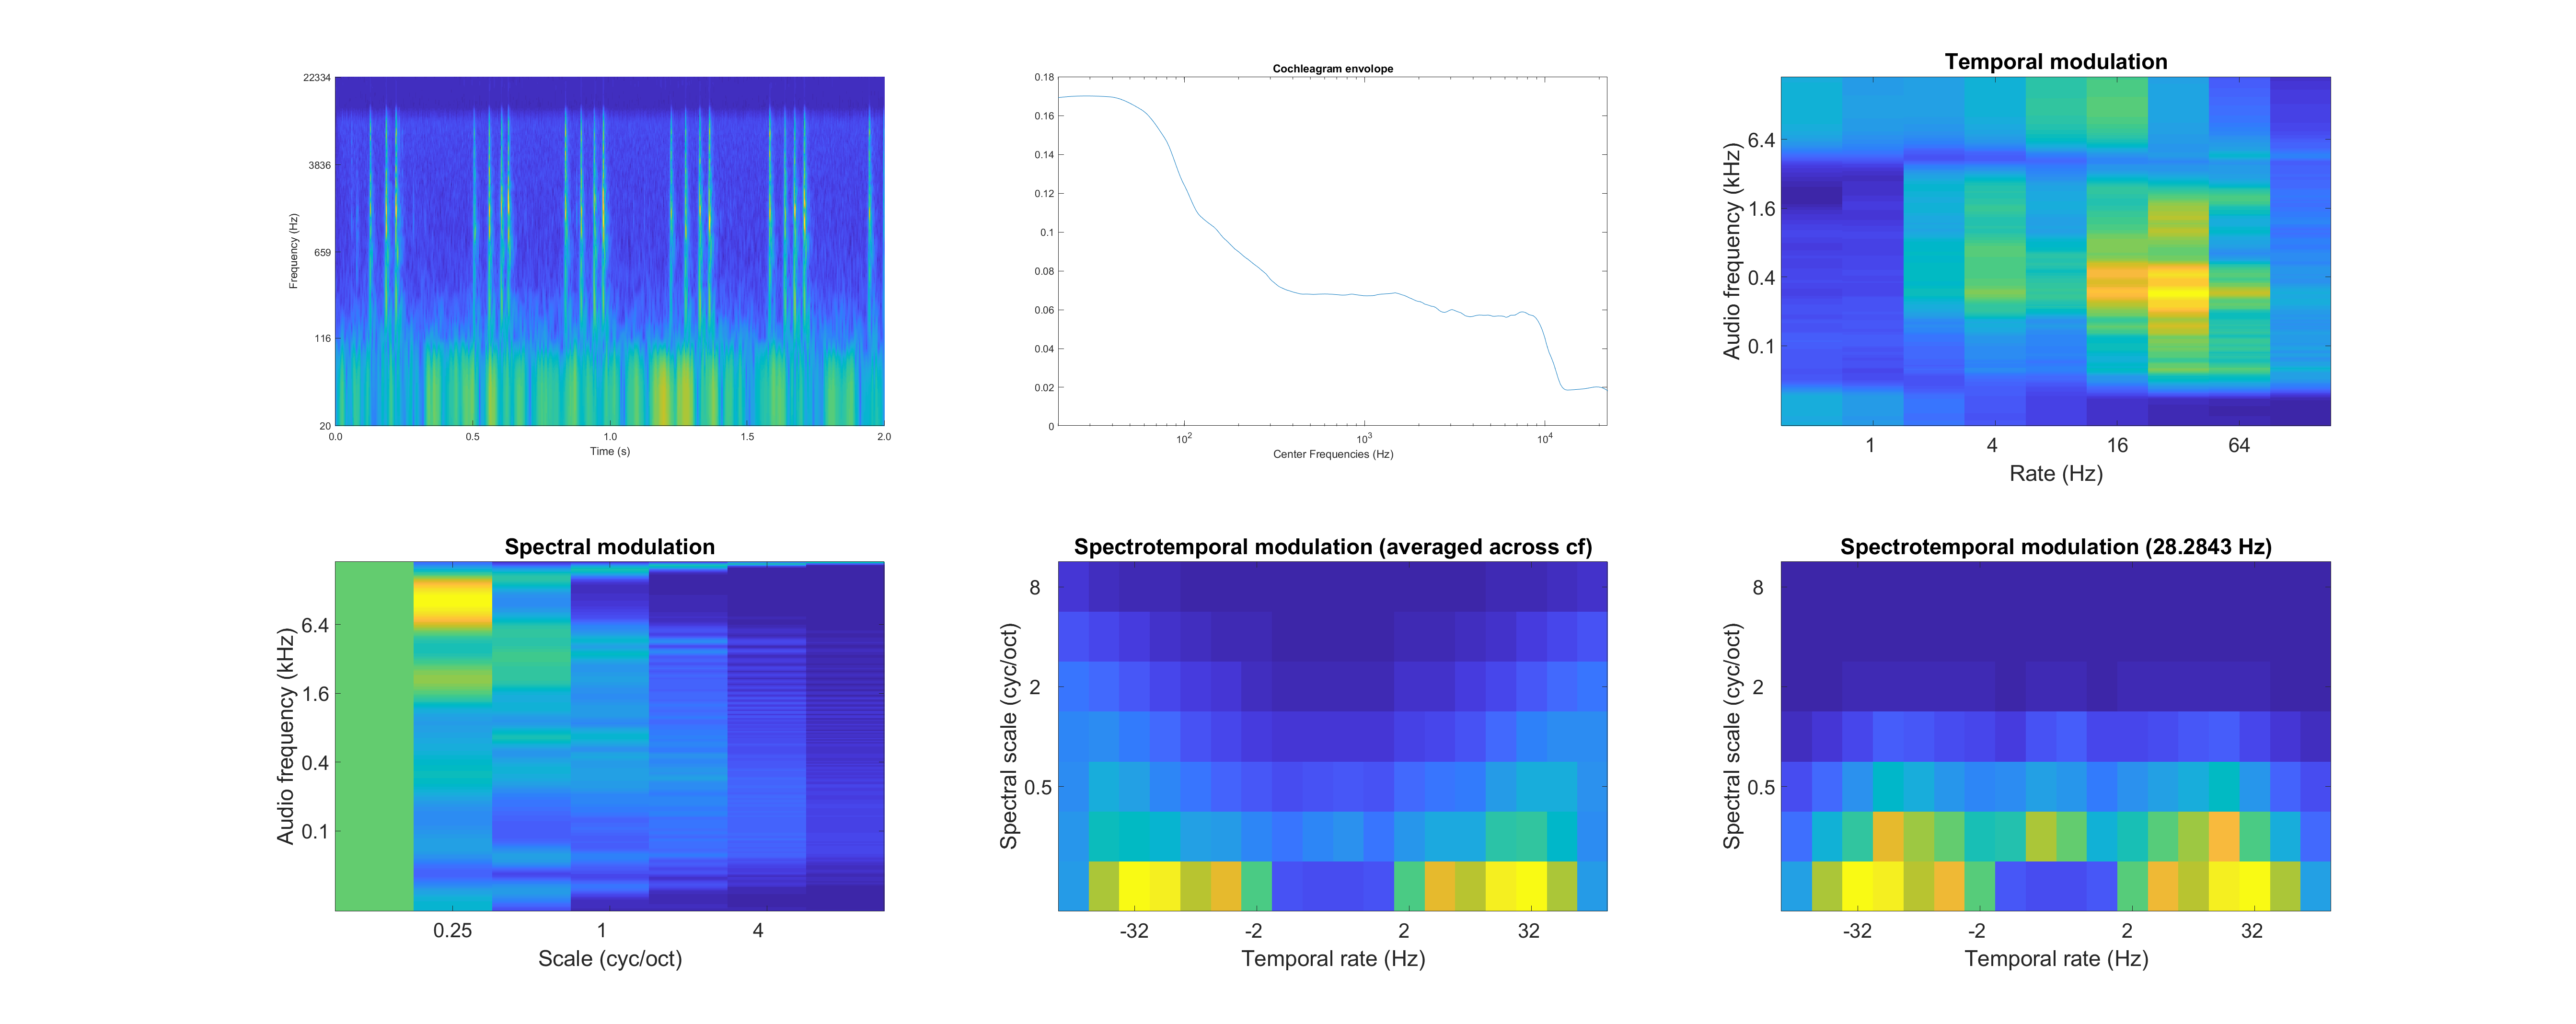 22334
3836
659
116
20
0.0 0.5 1.0 1.5 2.0
Time (s)
Frequency (Hz)
Cochleagram envolope
0.18
0.16
0.14
0.12
0.1
0.08
0.06
0.04
0.02
0
10² 10³ 10⁴
Center Frequencies (Hz)
Temporal modulation
6.4
1.6
0.4
0.1
1 4 16 64
Rate (Hz)
Audio frequency (kHz)
Spectral modulation
6.4
1.6
0.4
0.1
0.25 1 4
Scale (cyc/oct)
Audio frequency (kHz)
Spectrotemporal modulation (averaged across cf)
8
2
0.5
-32 -2 2 32
Temporal rate (Hz)
Spectral scale (cyc/oct)
Spectrotemporal modulation (28.2843 Hz)
8
2
0.5
-32 -2 2 32
Temporal rate (Hz)
Spectral scale (cyc/oct)